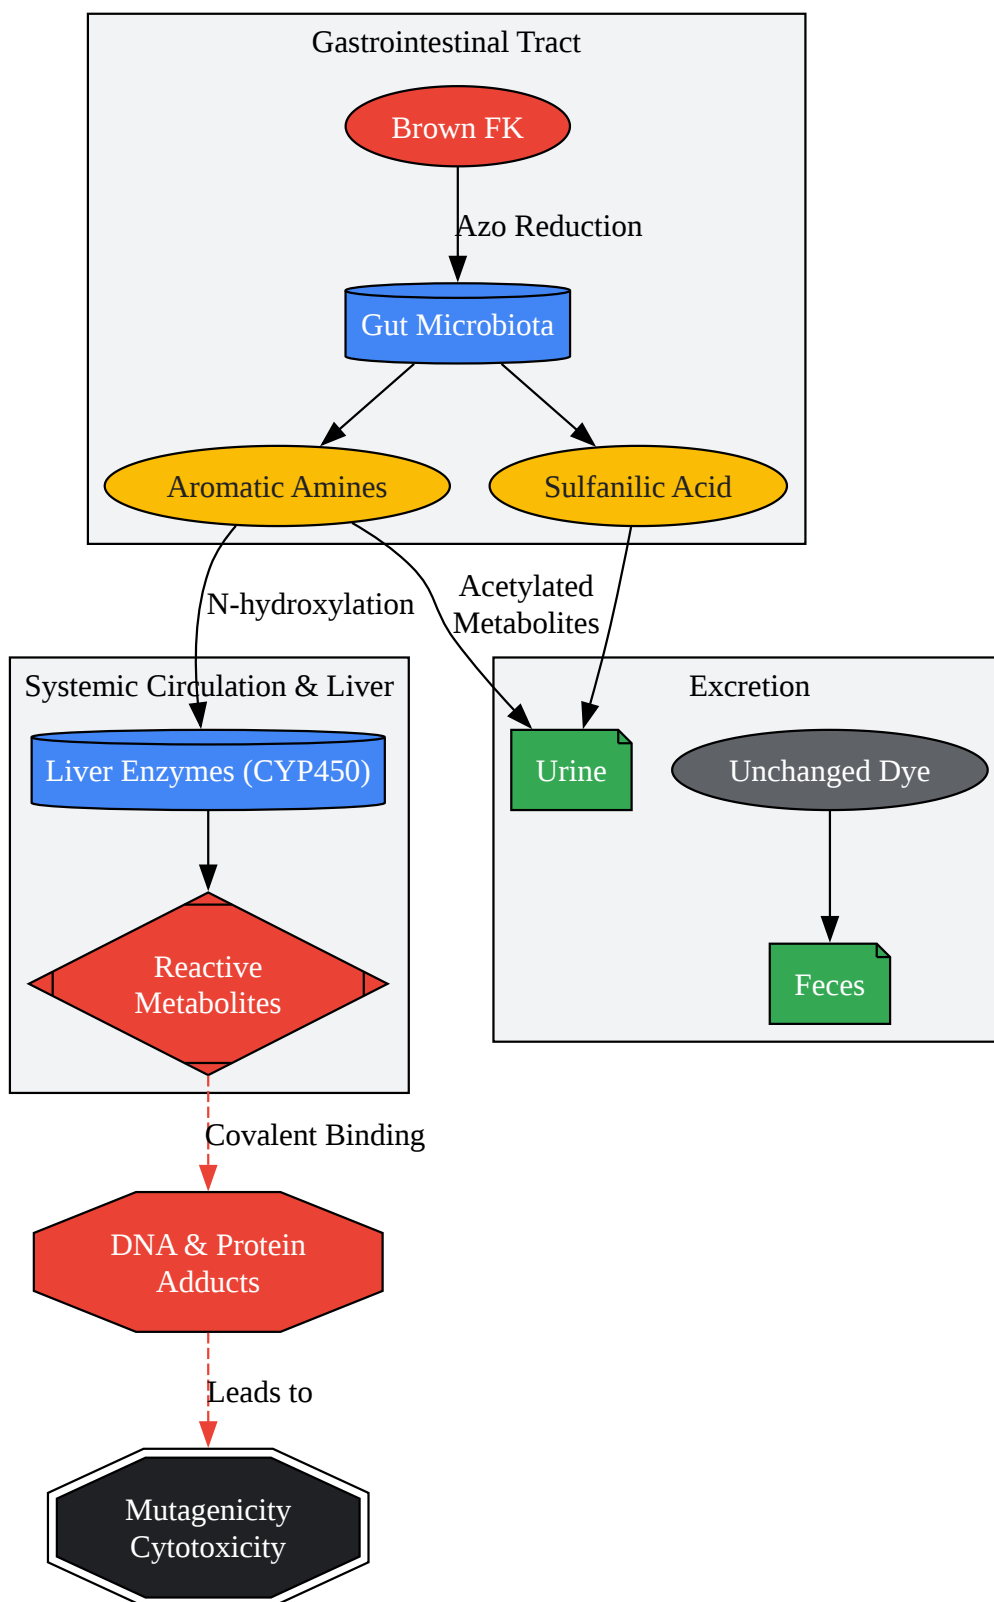 Gastrointestinal Tract
Brown FK
Azo Reduction
Gut Microbiota
Aromatic Amines
Sulfanilic Acid
N-hydroxylation
Acetylated
Metabolites
Systemic Circulation & Liver
Excretion
Liver Enzymes (CYP450)
Urine
Unchanged Dye
Reactive
Metabolites
Feces
Covalent Binding
DNA & Protein
Adducts
Leads to
Mutagenicity
Cytotoxicity